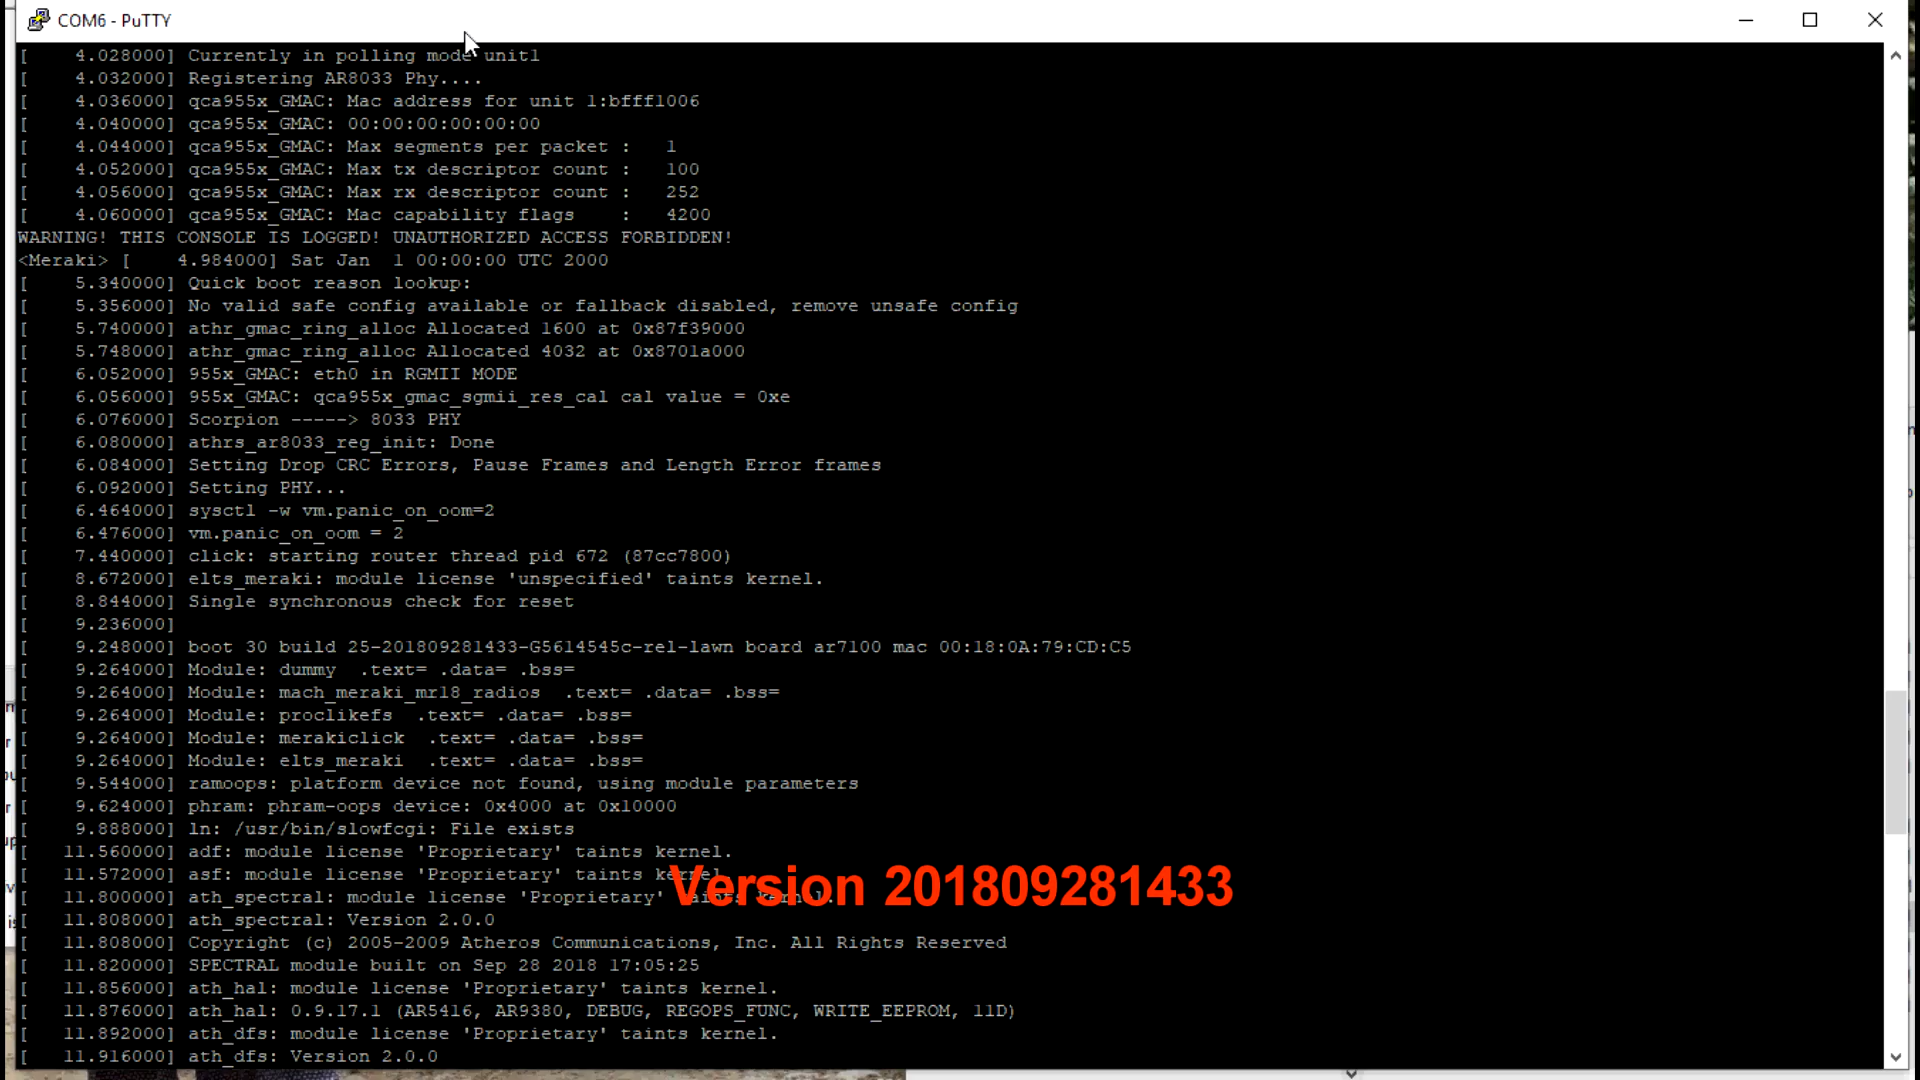 COM6 - PuTTY
[    4.028000] Currently in polling mode unit1
[    4.032000] Registering AR8033 Phy....
[    4.036000] qca955x_GMAC: Mac address for unit 1:bfff1006
[    4.040000] qca955x_GMAC: 00:00:00:00:00:00
[    4.044000] qca955x_GMAC: Max segments per packet :   1
[    4.052000] qca955x_GMAC: Max tx descriptor count :   100
[    4.056000] qca955x_GMAC: Max rx descriptor count :   252
[    4.060000] qca955x_GMAC: Mac capability flags    :   4200
WARNING! THIS CONSOLE IS LOGGED! UNAUTHORIZED ACCESS FORBIDDEN!
<Meraki> [    4.984000] Sat Jan  1 00:00:00 UTC 2000
[    5.340000] Quick boot reason lookup:
[    5.356000] No valid safe config available or fallback disabled, remove unsafe config
[    5.740000] athr_gmac_ring_alloc Allocated 1600 at 0x87f39000
[    5.748000] athr_gmac_ring_alloc Allocated 4032 at 0x8701a000
[    6.052000] 955x_GMAC: eth0 in RGMII MODE
[    6.056000] 955x_GMAC: qca955x_gmac_sgmii_res_cal cal value = 0xe
[    6.076000] Scorpion -----> 8033 PHY
[    6.080000] athrs_ar8033_reg_init: Done
[    6.084000] Setting Drop CRC Errors, Pause Frames and Length Error frames
[    6.092000] Setting PHY...
[    6.464000] sysctl -w vm.panic_on_oom=2
[    6.476000] vm.panic_on_oom = 2
[    7.440000] click: starting router thread pid 672 (87cc7800)
[    8.672000] elts_meraki: module license 'unspecified' taints kernel.
[    8.844000] Single synchronous check for reset
[    9.236000]
[    9.248000] boot 30 build 25-201809281433-G5614545c-rel-lawn board ar7100 mac 00:18:0A:79:CD:C5
[    9.264000] Module: dummy  .text= .data= .bss=
[    9.264000] Module: mach_meraki_mr18_radios  .text= .data= .bss=
[    9.264000] Module: proclikefs  .text= .data= .bss=
[    9.264000] Module: merakiclick  .text= .data= .bss=
[    9.264000] Module: elts_meraki  .text= .data= .bss=
[    9.544000] ramoops: platform device not found, using module parameters
[    9.624000] phram: phram-oops device: 0x4000 at 0x10000
[    9.888000] ln: /usr/bin/slowfcgi: File exists
[   11.560000] adf: module license 'Proprietary' taints kernel.
[   11.572000] asf: module license 'Proprietary' taints kernel.
Version 201809281433
[   11.800000] ath_spectral: module license 'Proprietary' taints kernel.
[   11.808000] ath_spectral: Version 2.0.0
[   11.808000] Copyright (c) 2005-2009 Atheros Communications, Inc. All Rights Reserved
[   11.820000] SPECTRAL module built on Sep 28 2018 17:05:25
[   11.856000] ath_hal: module license 'Proprietary' taints kernel.
[   11.876000] ath_hal: 0.9.17.1 (AR5416, AR9380, DEBUG, REGOPS_FUNC, WRITE_EEPROM, 11D)
[   11.892000] ath_dfs: module license 'Proprietary' taints kernel.
[   11.916000] ath_dfs: Version 2.0.0